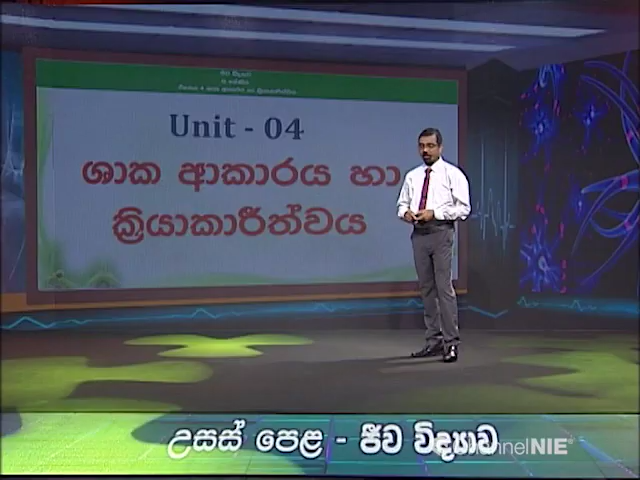 Unit - 04
ශාක ආකාරය හා
ක්‍රියාකාරීත්වය
උසස් පෙළ - ජීව විද්‍යාව
channelNIE